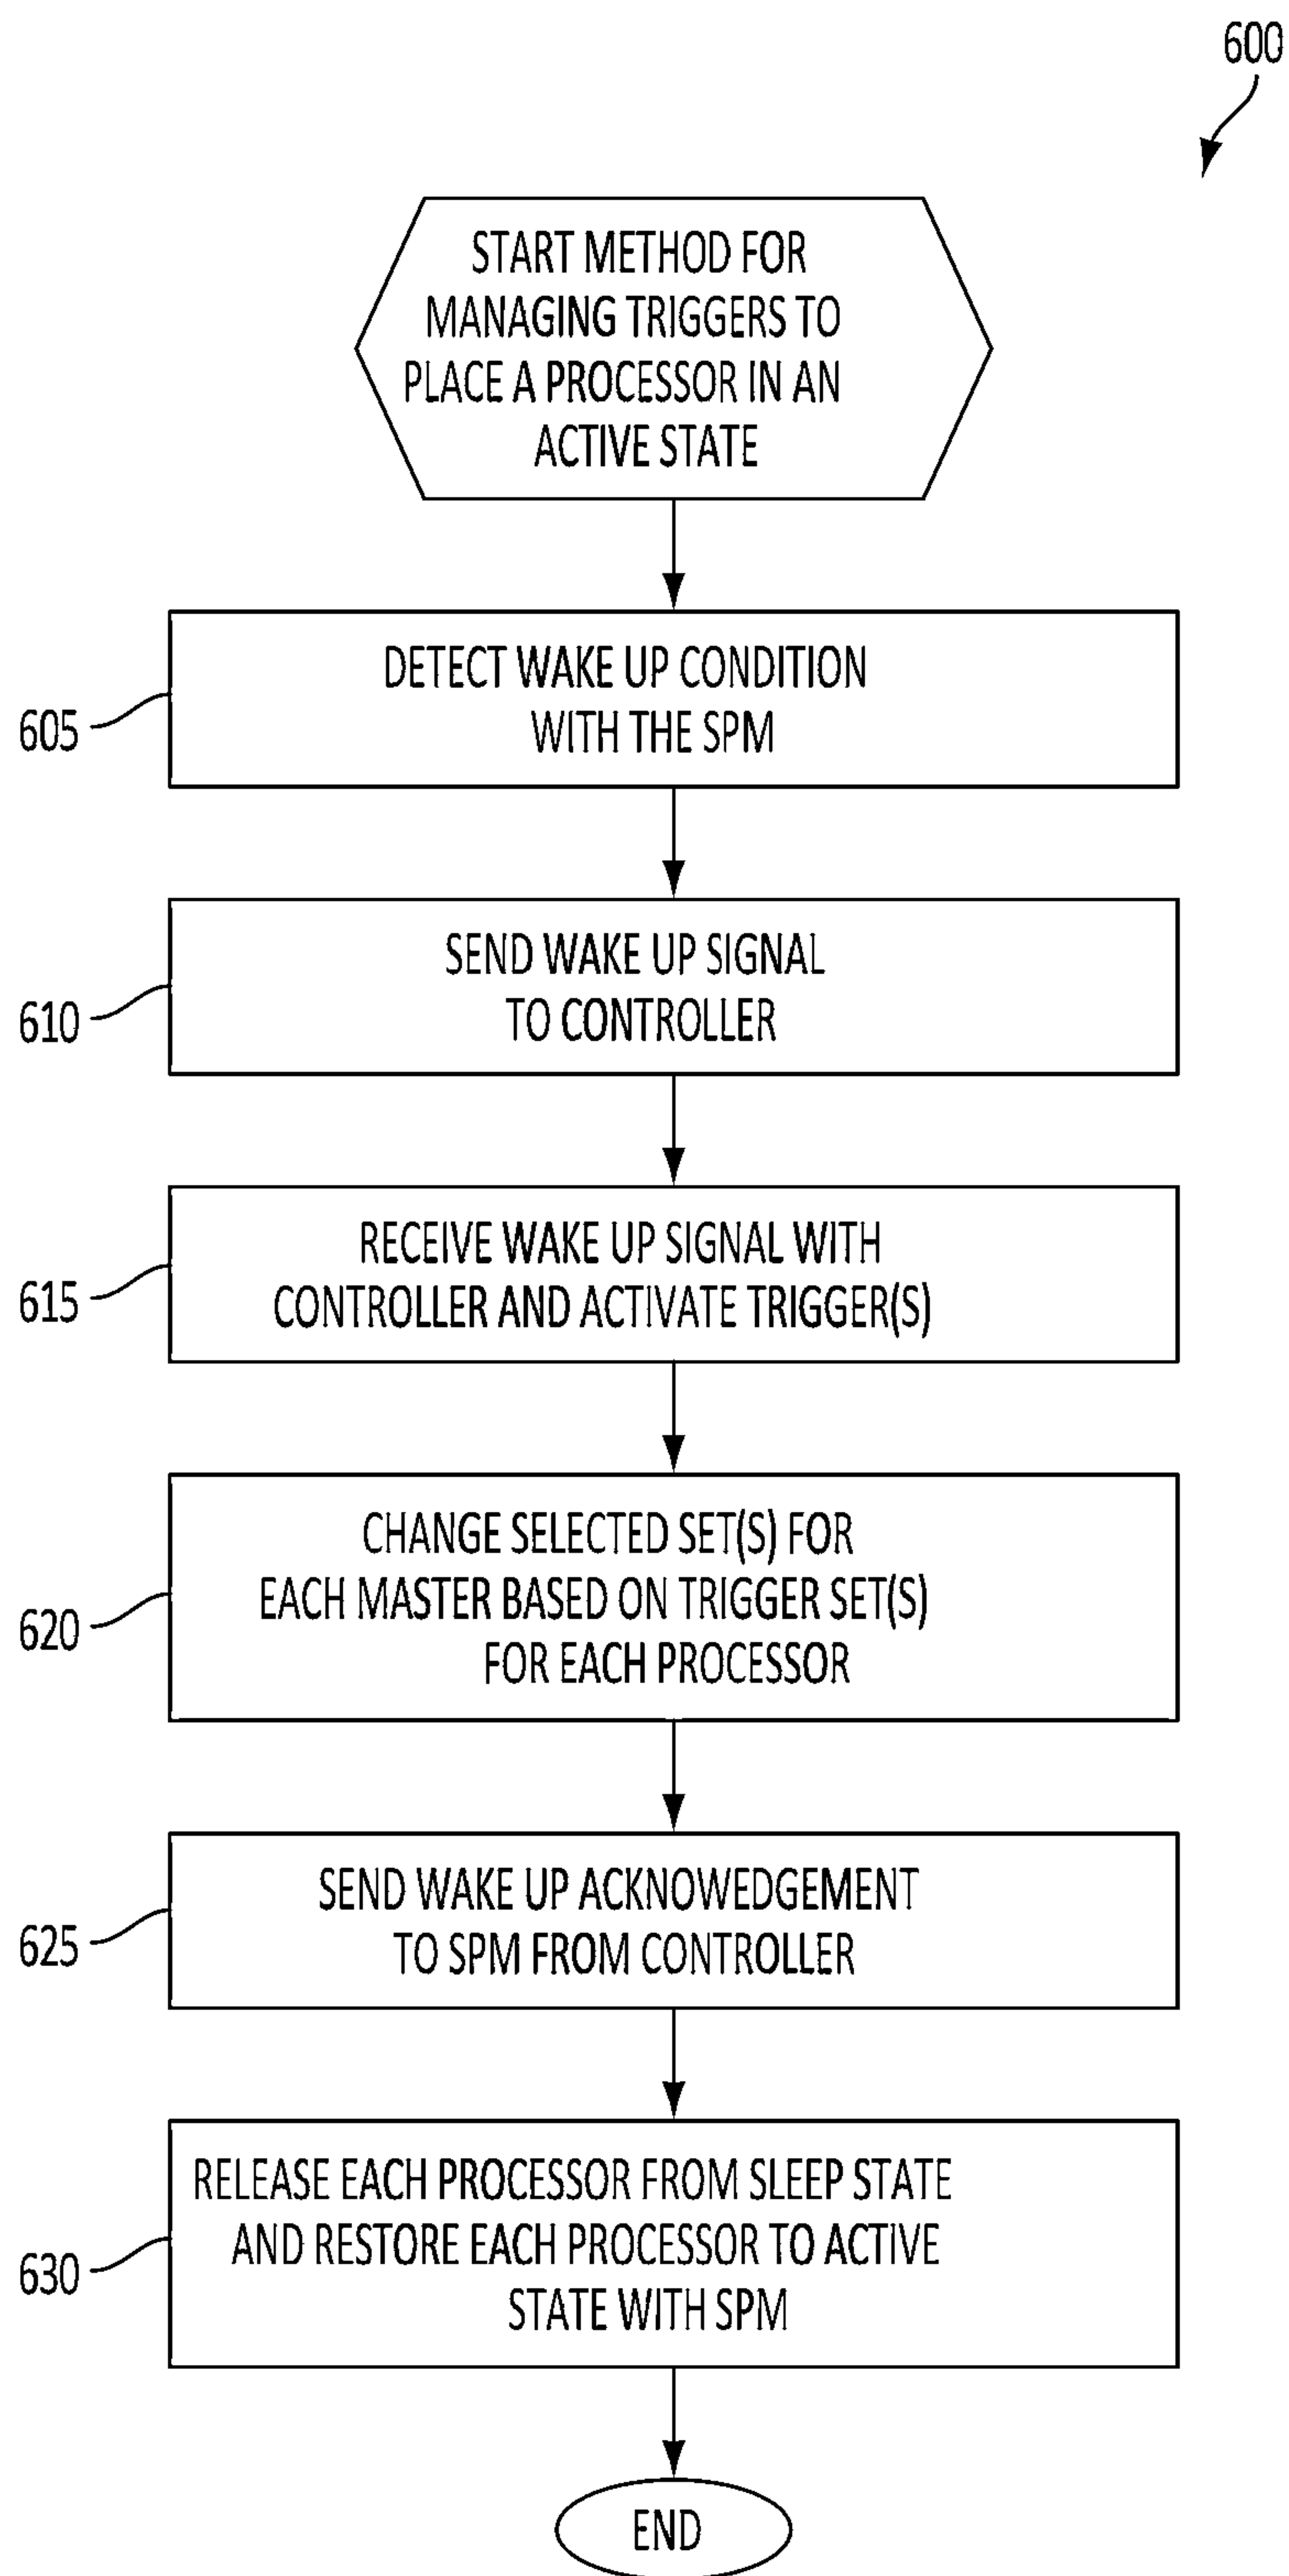 600
START METHOD FOR
MANAGING TRIGGERS TO
PLACE A PROCESSOR IN AN
ACTIVE STATE
DETECT WAKE UP CONDITION
WITH THE SPM
605
SEND WAKE UP SIGNAL
TO CONTROLLER
610
RECEIVE WAKE UP SIGNAL WITH
CONTROLLER AND ACTIVATE TRIGGER(S)
615
CHANGE SELECTED SET(S) FOR
EACH MASTER BASED ON TRIGGER SET(S)
FOR EACH PROCESSOR
620
SEND WAKE UP ACKNOWEDGEMENT
TO SPM FROM CONTROLLER
625
RELEASE EACH PROCESSOR FROM SLEEP STATE
AND RESTORE EACH PROCESSOR TO ACTIVE
STATE WITH SPM
630
END